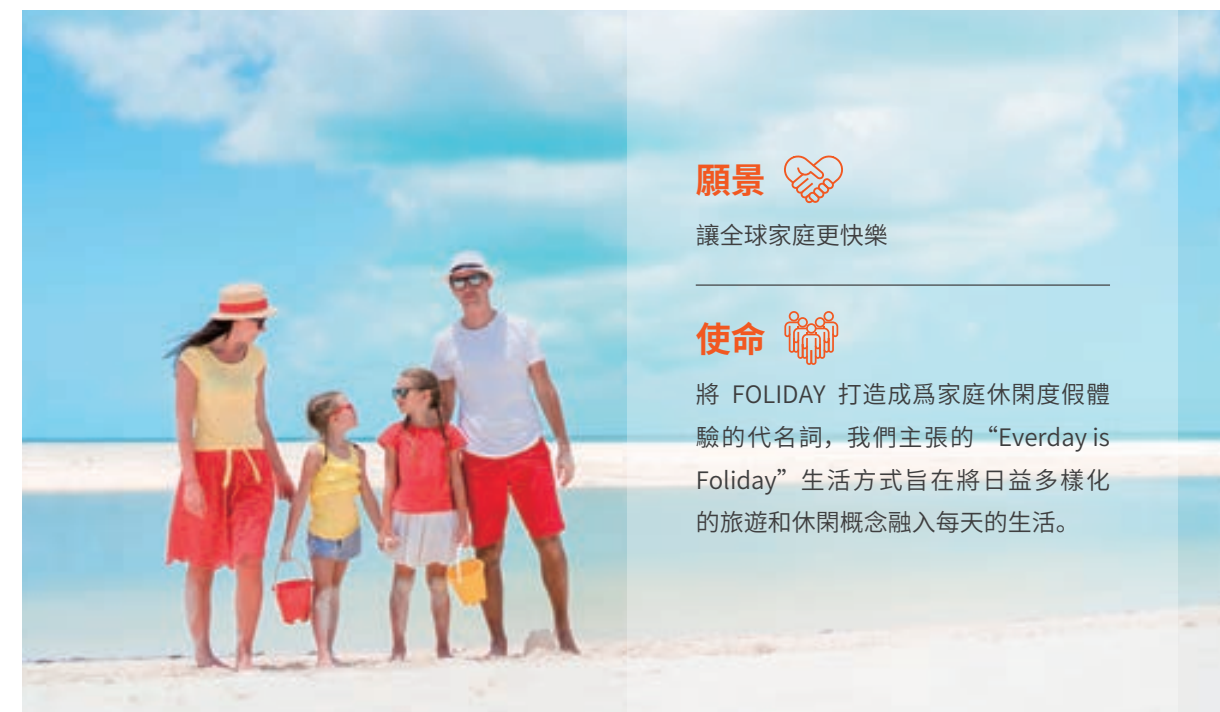 願景
讓全球家庭更快樂
使命
將 FOLIDAY 打造成爲家庭休閑度假體
驗的代名詞，我們主張的“Everday is
Foliday”生活方式旨在將日益多樣化
的旅遊和休閑概念融入每天的生活。